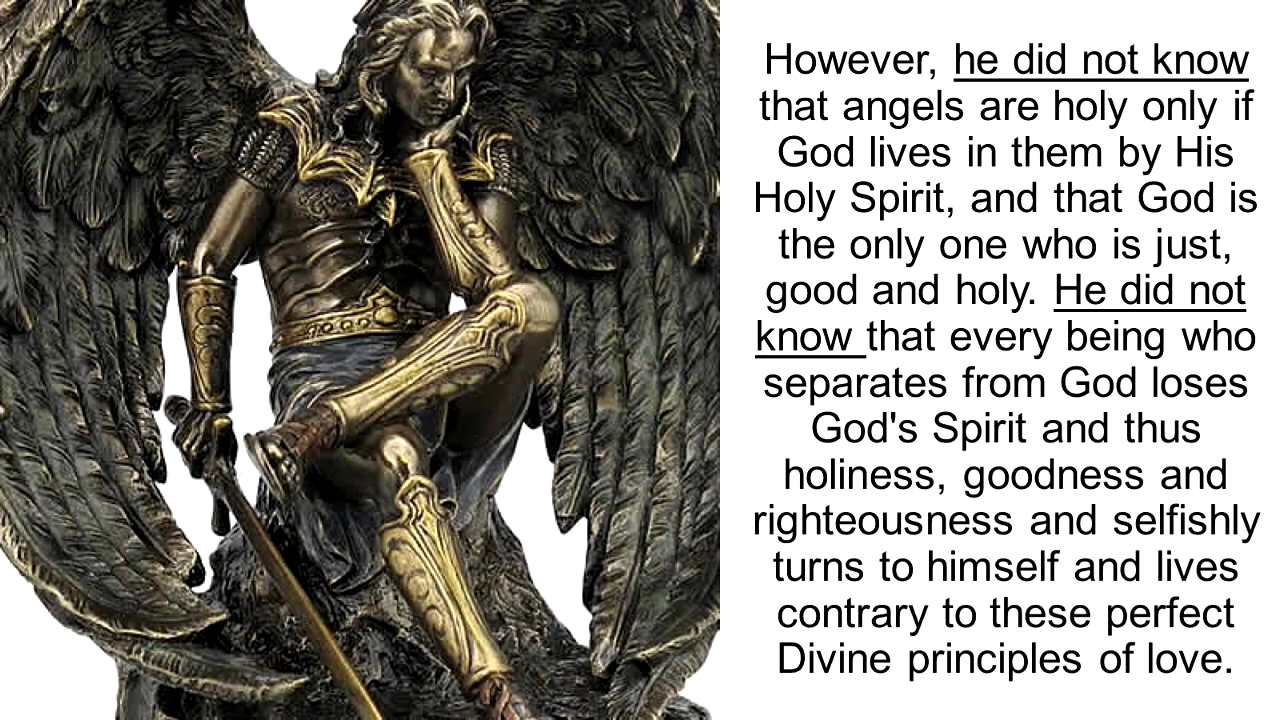 However, he did not know
that angels are holy only if
God lives in them by His
Holy Spirit, and that God is
the only one who is just,
good and holy. He did not
know that every being who
separates from God loses
God's Spirit and thus
holiness, goodness and
righteousness and selfishly
turns to himself and lives
contrary to these perfect
Divine principles of love.